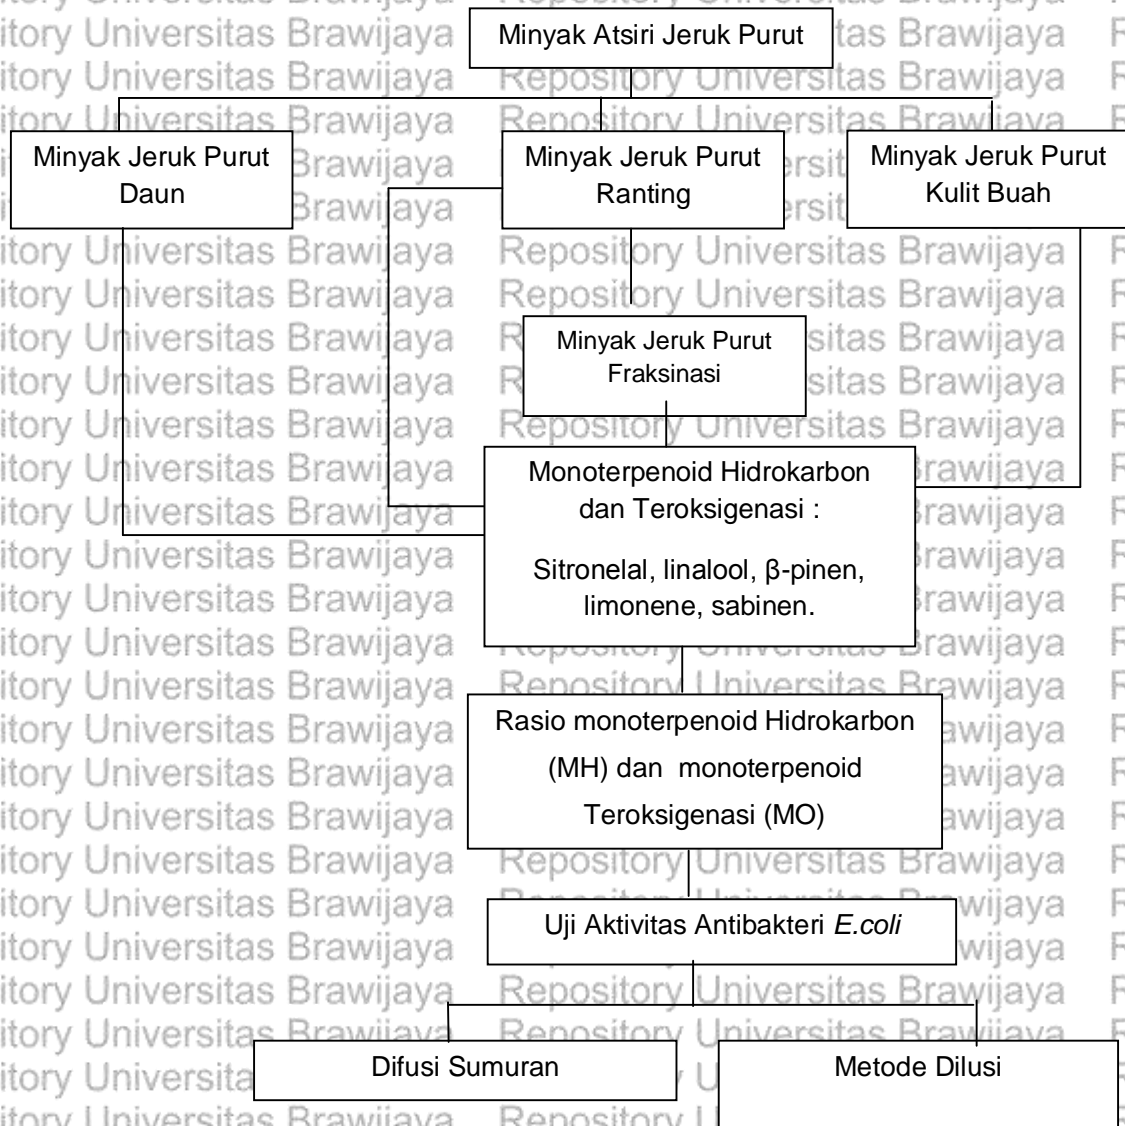 Minyak Atsiri Jeruk Purut
Minyak Jeruk Purut
Daun
Minyak Jeruk Purut
Ranting
Minyak Jeruk Purut
Kulit Buah
Minyak Jeruk Purut
Fraksinasi
Monoterpenoid Hidrokarbon
dan Teroksigenasi :
Sitronelal, linalool, β-pinen,
limonene, sabinen.
Rasio monoterpenoid Hidrokarbon
(MH) dan monoterpenoid
Teroksigenasi (MO)
Uji Aktivitas Antibakteri E.coli
Difusi Sumuran
Metode Dilusi